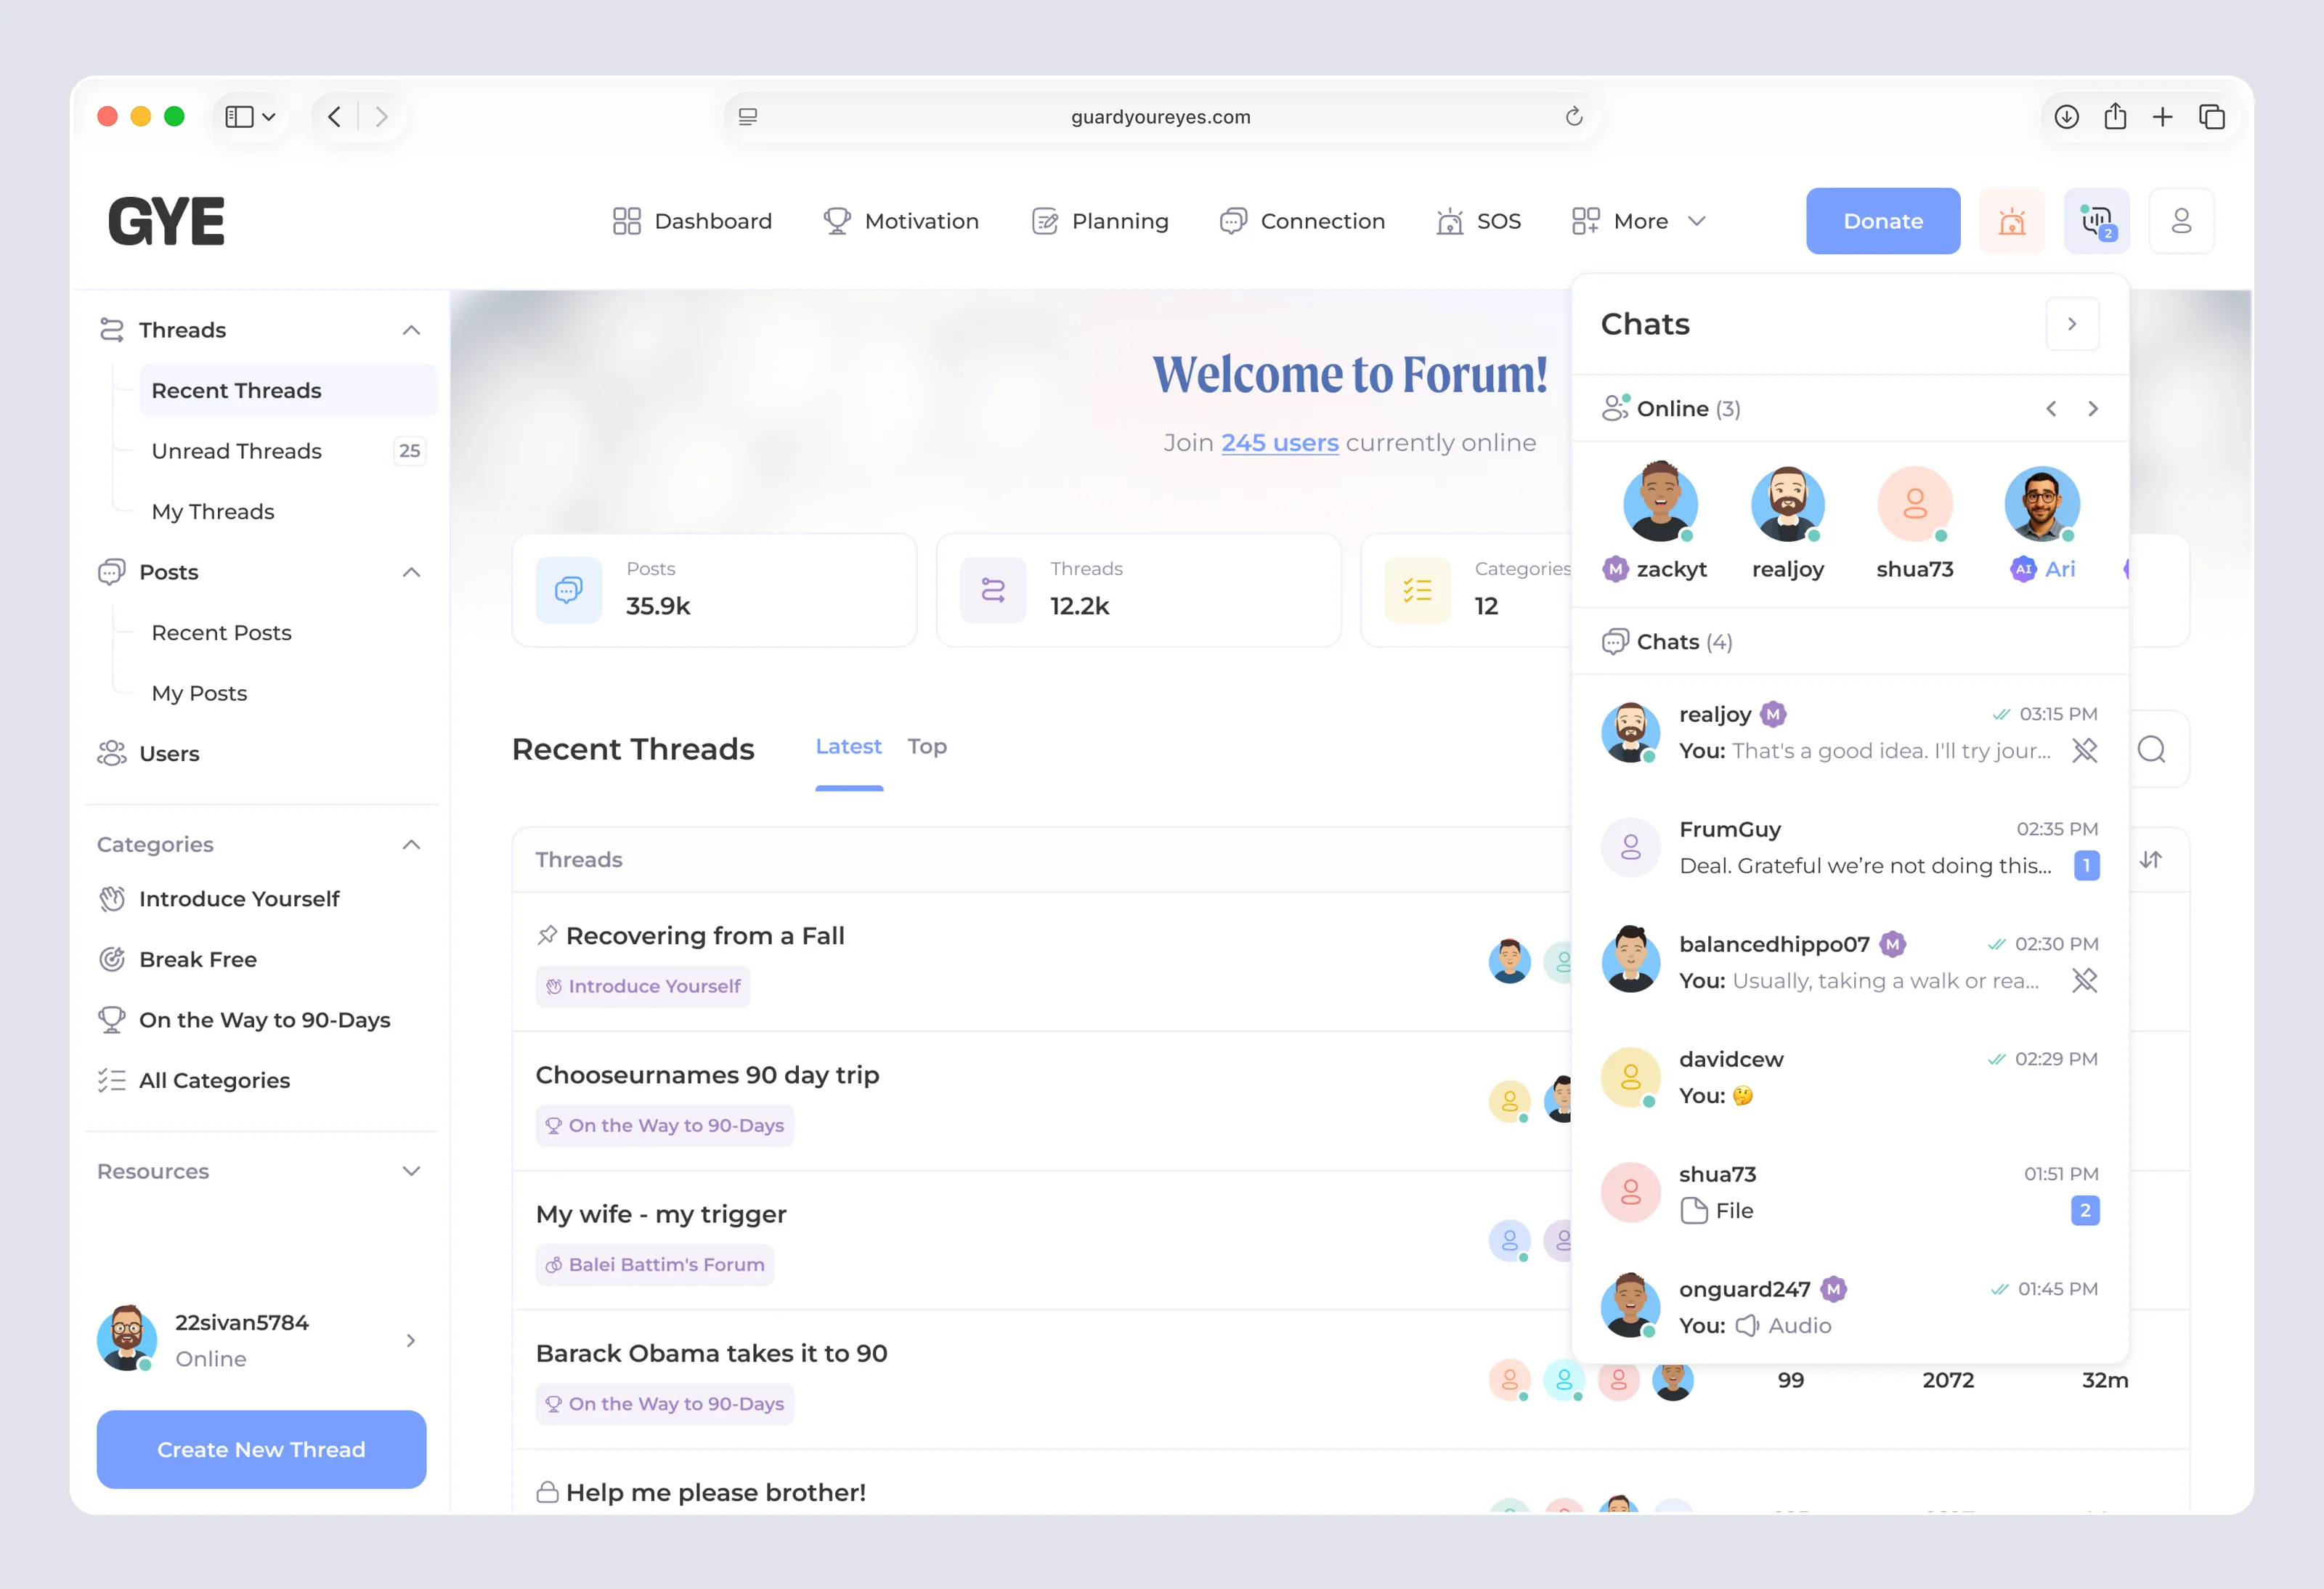 guardyoureyes.com
GYE
Dashboard
Motivation
Planning
Connection
SOS
More
Donate
2
Threads
Recent Threads
Unread Threads 25
My Threads
Posts
Recent Posts
My Posts
Users
Categories
Introduce Yourself
Break Free
On the Way to 90-Days
All Categories
Resources
22sivan5784
Online
Create New Thread
Welcome to Forum!
Join 245 users currently online
Posts
35.9k
Threads
12.2k
Categories
12
Recent Threads
Latest
Top
Threads
Recovering from a Fall
Introduce Yourself
Chooseurnames 90 day trip
On the Way to 90-Days
My wife - my trigger
Balei Battim's Forum
Barack Obama takes it to 90
On the Way to 90-Days
99 2072 32m
Help me please brother!
Chats
Online (3)
M zackyt
realjoy
shua73
AI Ari
Chats (4)
realjoy M 03:15 PM
You: That's a good idea. I'll try jour...
FrumGuy 02:35 PM
Deal. Grateful we're not doing this... 1
balancedhippo07 M 02:30 PM
You: Usually, taking a walk or rea...
davidcew 02:29 PM
You: 🤔
shua73 01:51 PM
File 2
onguard247 M 01:45 PM
You: Audio